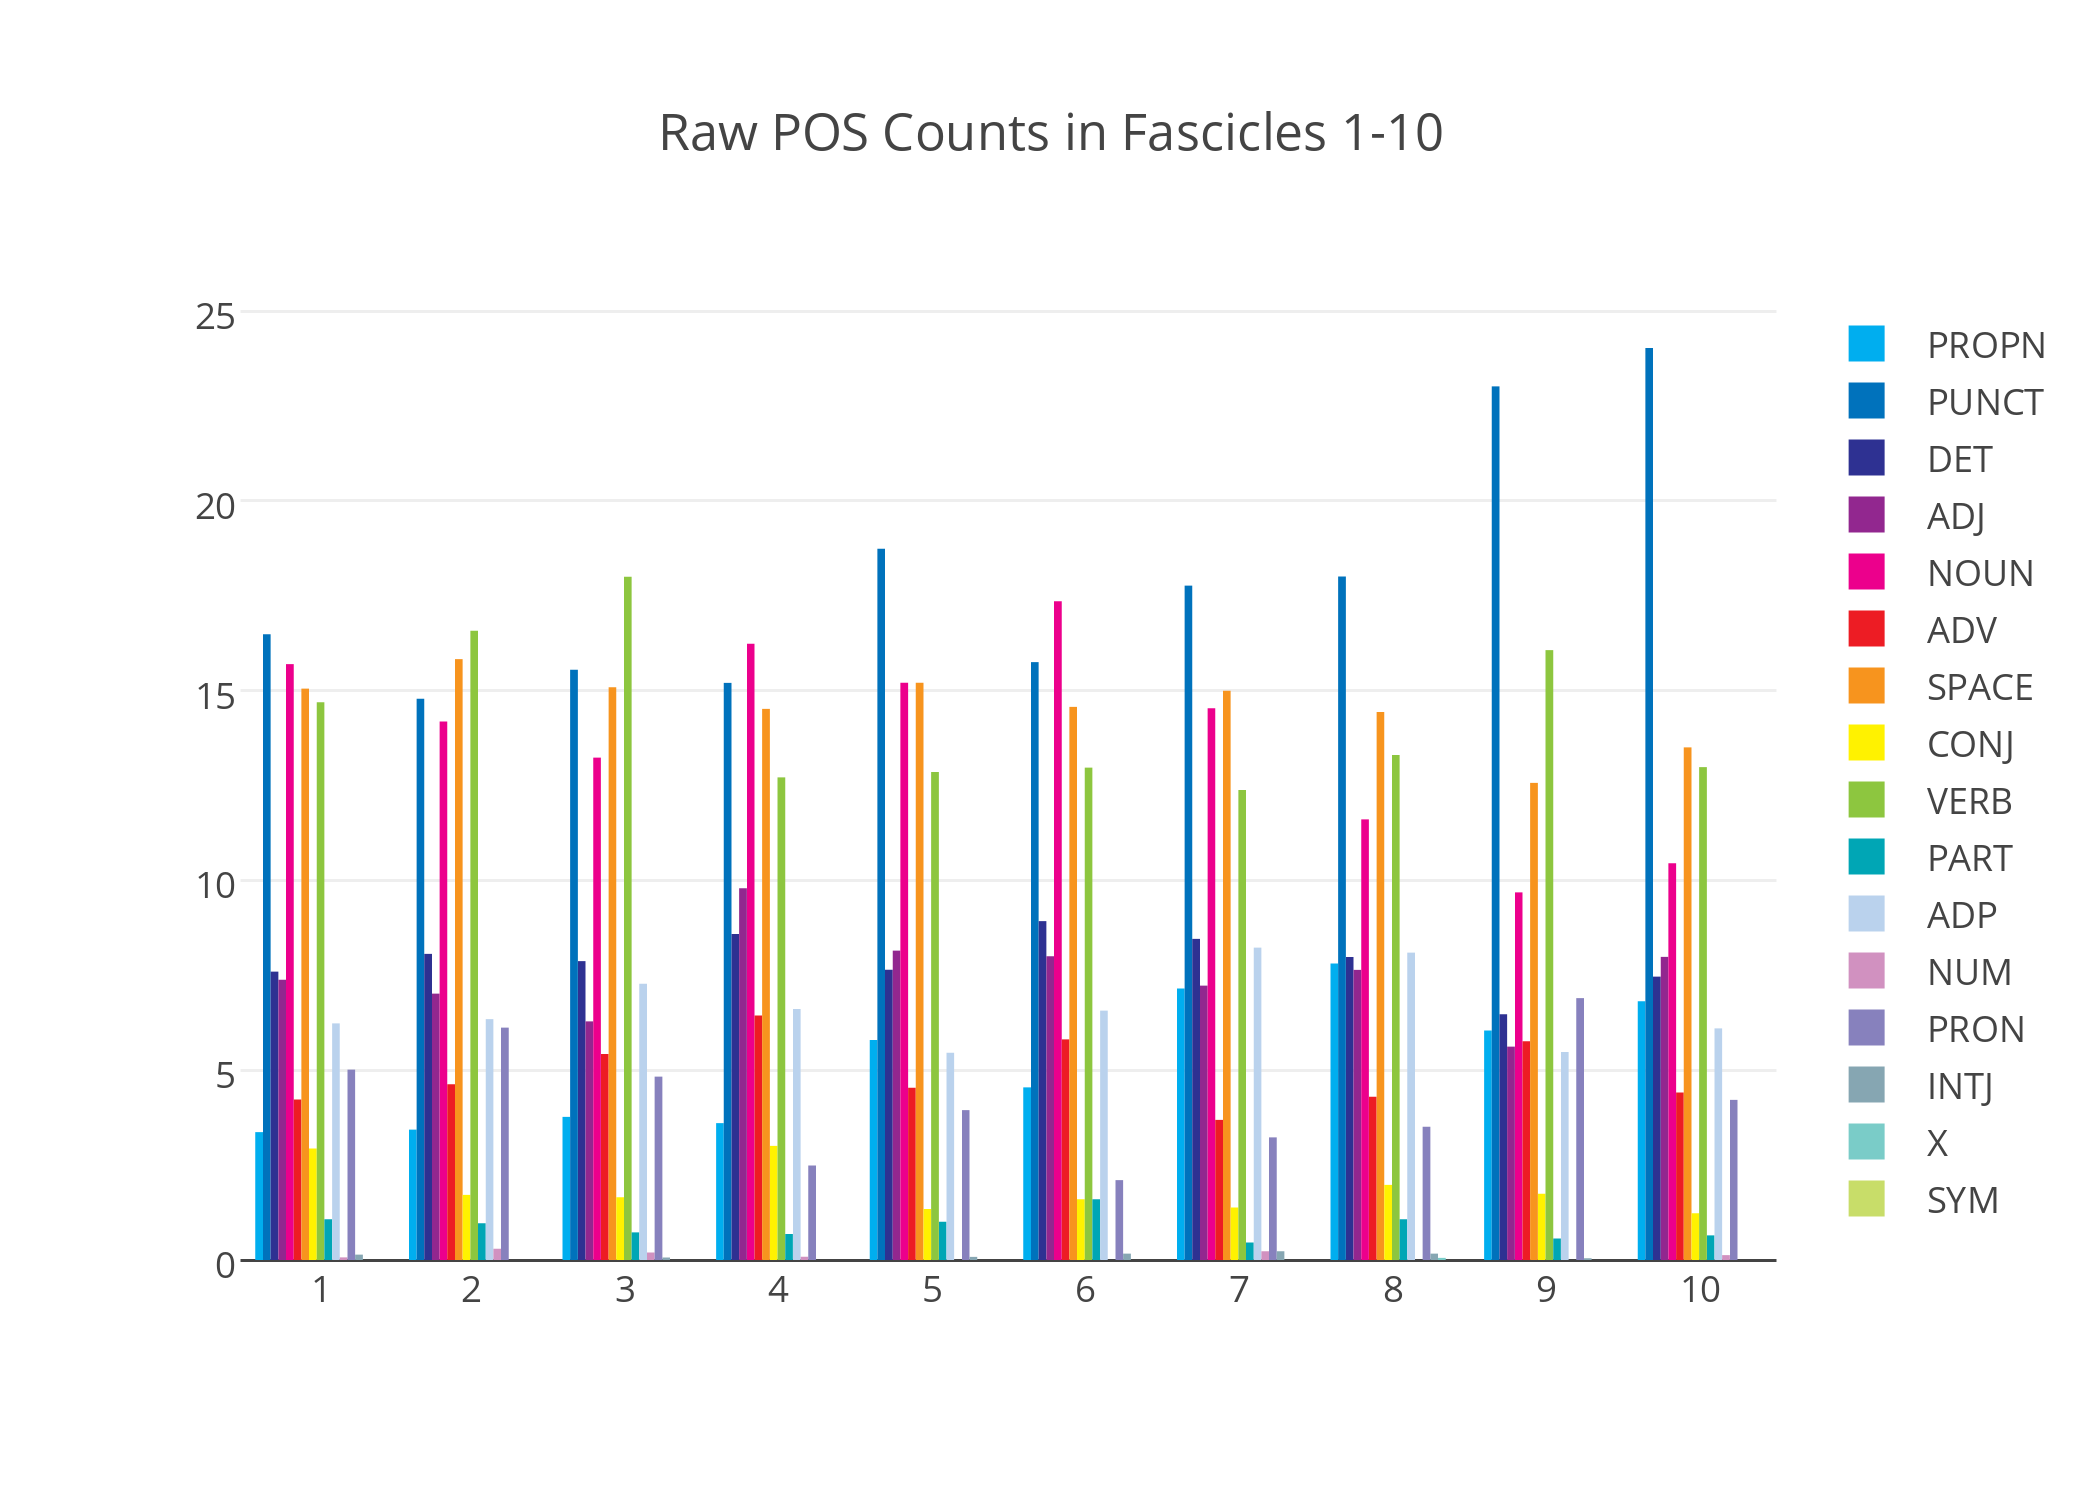 Raw POS Counts in Fascicles 1-10
25
20
15
10
5
0
1 2 3 4 5 6 7 8 9 10
PROPN
PUNCT
DET
ADJ
NOUN
ADV
SPACE
CONJ
VERB
PART
ADP
NUM
PRON
INTJ
X
SYM